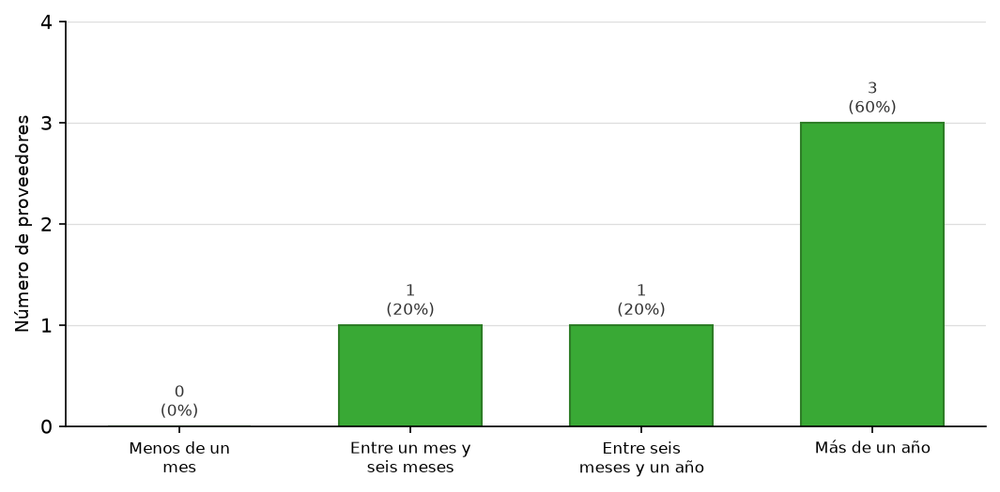 Número de proveedores
4
3
2
1
0
0
(0%)
1
(20%)
1
(20%)
3
(60%)
Menos de un
mes
Entre un mes y
seis meses
Entre seis
meses y un año
Más de un año